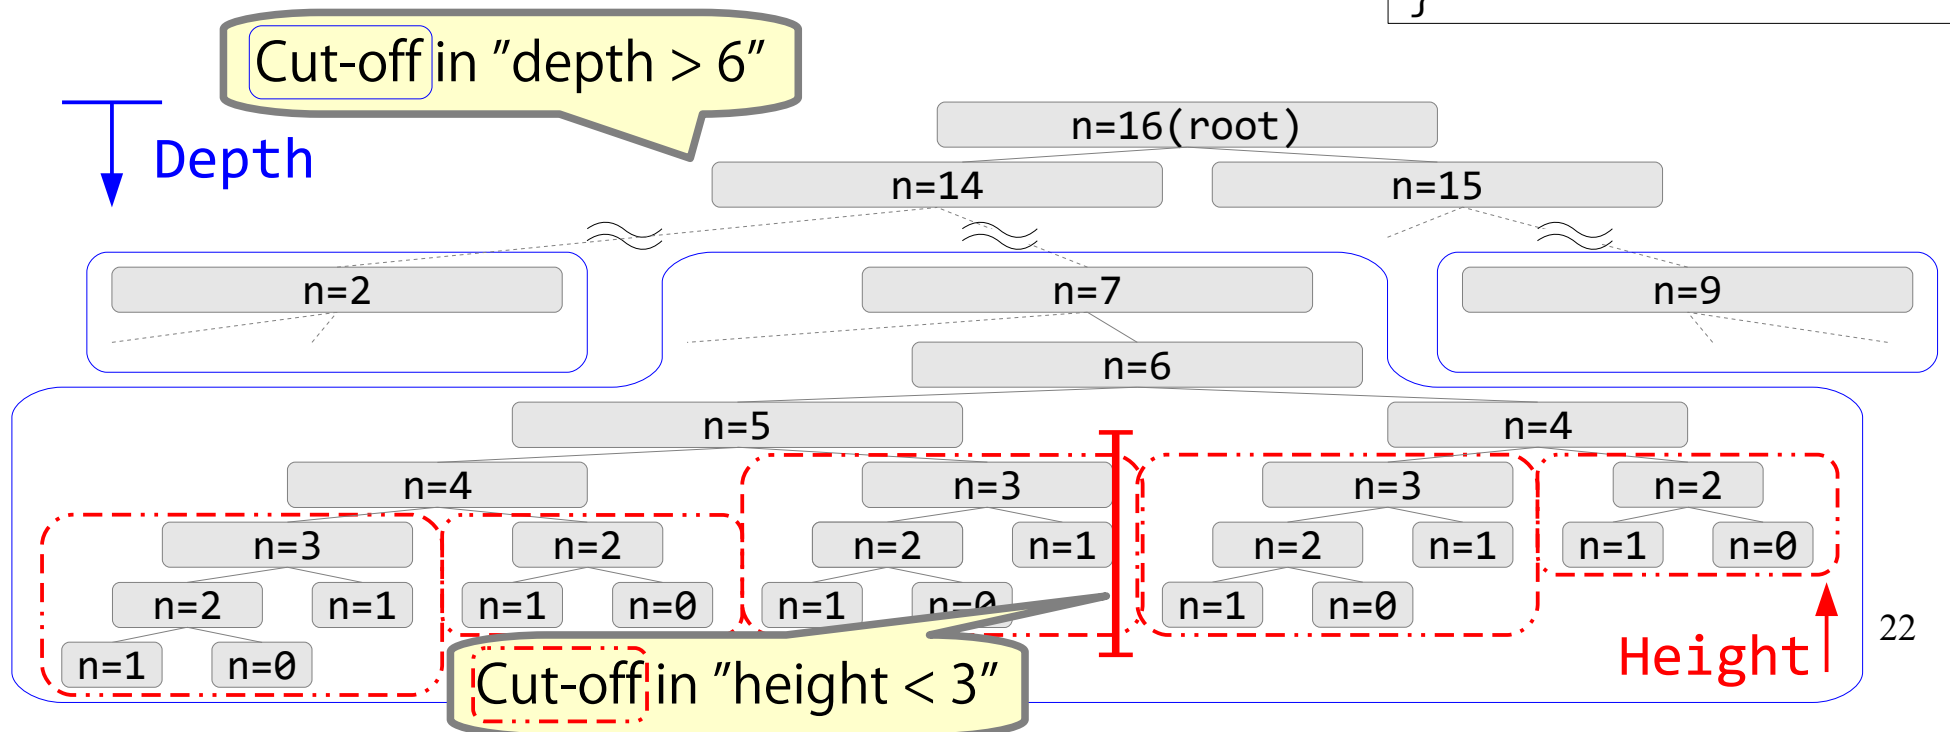 }
Cut-off in "depth > 6"
Depth
n=16(root)
n=14 n=15
n=2 n=7 n=9
n=6
n=5 n=4
n=4 n=3 n=3 n=2
n=3 n=2 n=2 n=1 n=2 n=1 n=1 n=0
n=2 n=1 n=1 n=0 n=1 n=0 n=1 n=0
22
n=1 n=0
Height
Cut-off in "height < 3"